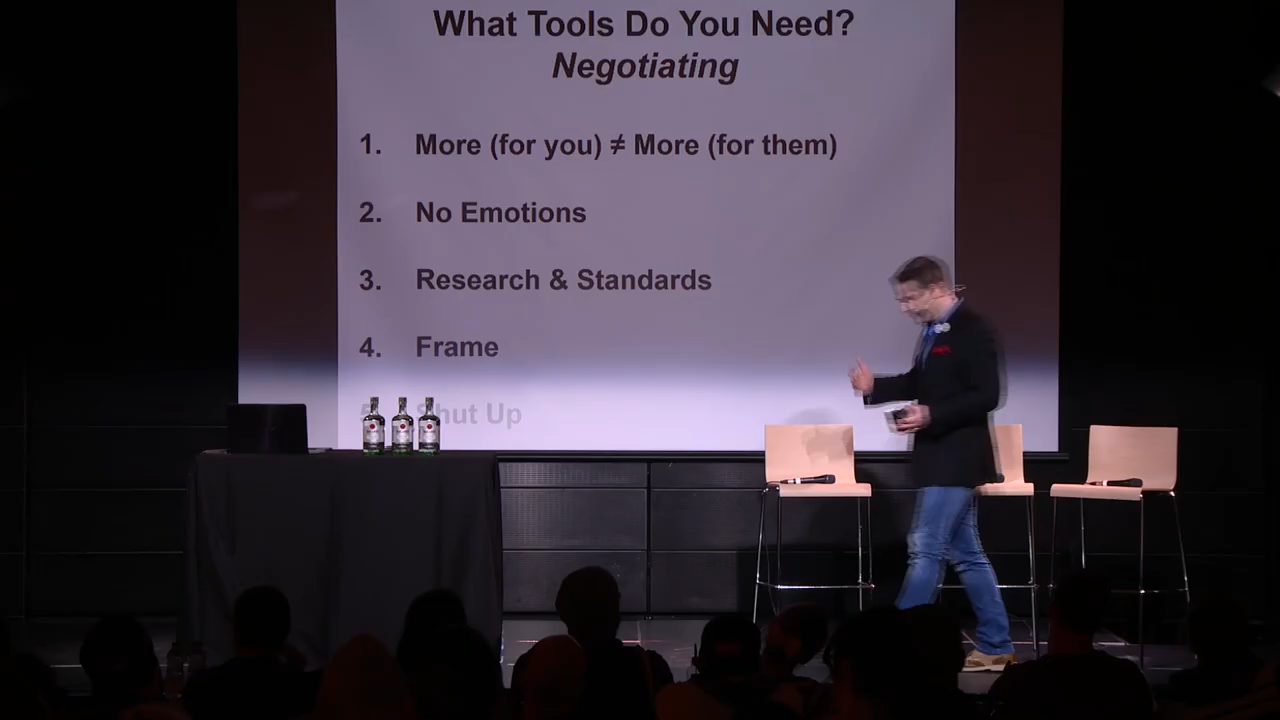 What Tools Do You Need?
Negotiating
1. More (for you) ≠ More (for them)
2. No Emotions
3. Research & Standards
4. Frame
5. Shut Up